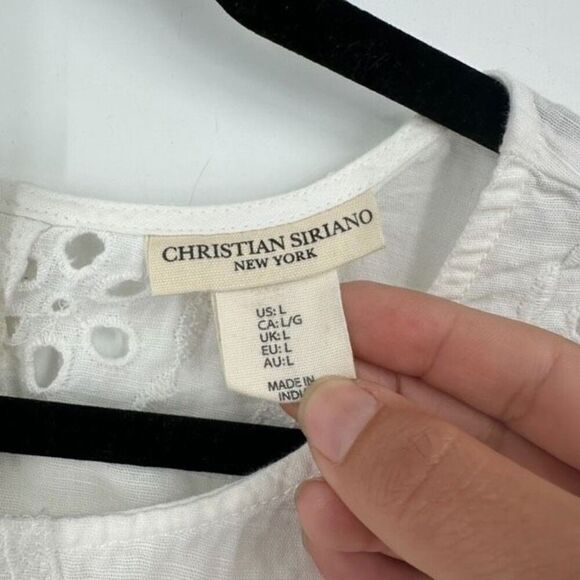 CHRISTIAN SIRIANO
NEW YORK
US: L
CA: L/G
UK: L
EU: L
AU: L
MADE IN